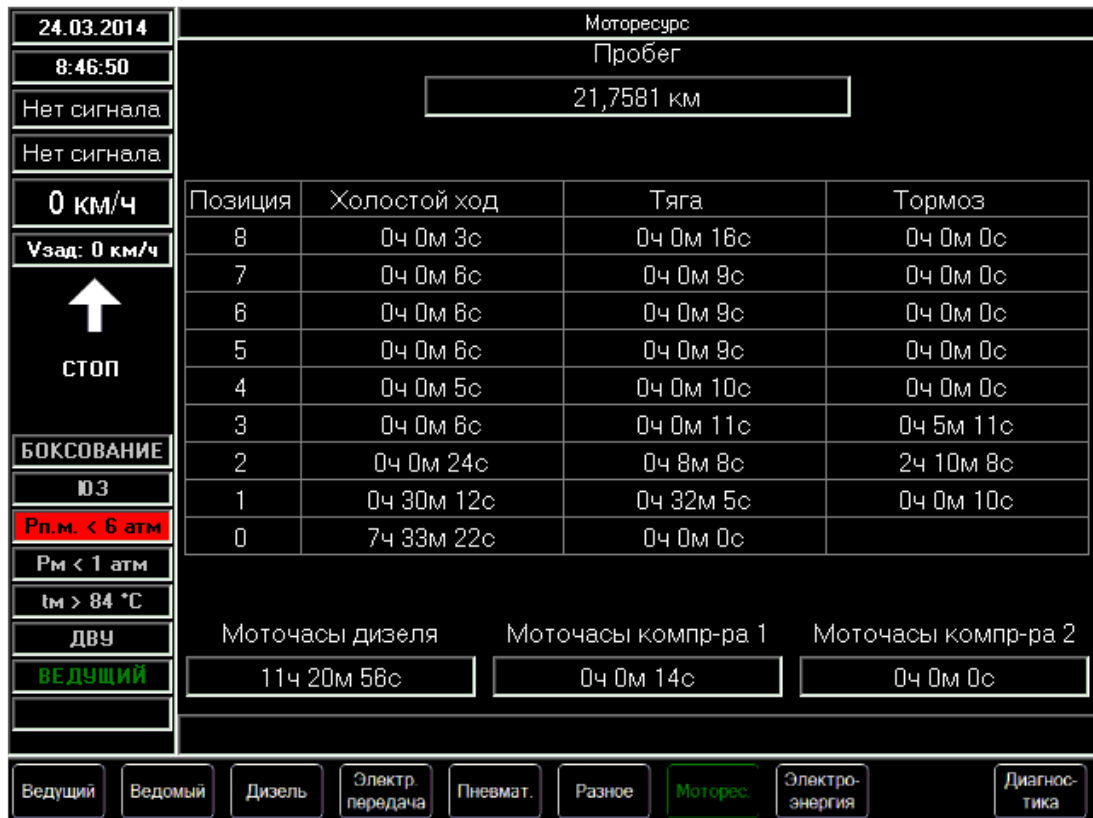 24.03.2014
8:46:50
Нет сигнала
Нет сигнала
0 км/ч
Vзад: 0 км/ч
СТОП
БОКСОВАНИЕ
ЮЗ
Рп.м. < 6 атм
Рм < 1 атм
tм > 84 °C
ДВУ
ВЕДУЩИЙ
Моторесурс
Пробег
21,7581 км
Позиция Холостой ход Тяга Тормоз
8 0ч 0м 3с 0ч 0м 16с 0ч 0м 0с
7 0ч 0м 6с 0ч 0м 9с 0ч 0м 0с
6 0ч 0м 6с 0ч 0м 9с 0ч 0м 0с
5 0ч 0м 6с 0ч 0м 9с 0ч 0м 0с
4 0ч 0м 5с 0ч 0м 10с 0ч 0м 0с
3 0ч 0м 6с 0ч 0м 11с 0ч 5м 11с
2 0ч 0м 24с 0ч 8м 8с 2ч 10м 8с
1 0ч 30м 12с 0ч 32м 5с 0ч 0м 10с
0 7ч 33м 22с 0ч 0м 0с
Моточасы дизеля Моточасы компр-ра 1 Моточасы компр-ра 2
11ч 20м 56с 0ч 0м 14с 0ч 0м 0с
Ведущий
Ведомый
Дизель
Электр.
передача
Пневмат.
Разное
Моторес.
Электро-
энергия
Диагнос-
тика